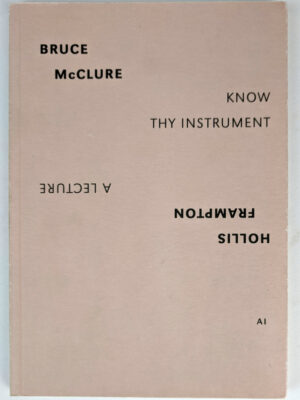 BRUCE
McCLURE
KNOW
THY INSTRUMENT
A LECTURE
HOLLIS
FRAMPTON
AI